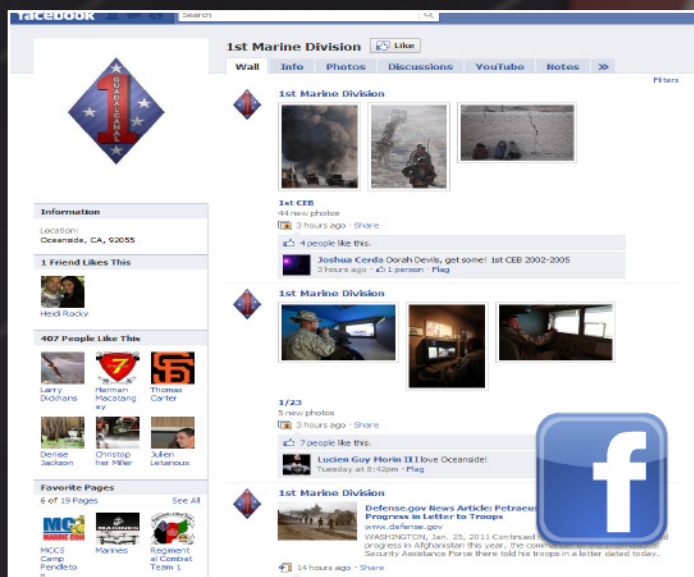 facebook
Search
1st Marine Division Like
Wall Info Photos Discussions YouTube Notes »
Filters
1
GUADALCANAL
Information
Location:
Oceanside, CA, 92055
1 Friend Likes This
Heidi Rocky
407 People Like This
Larry Dickhans
Herman Macatang ay
Thomas Carter
7
SF
Denise Jackson
Christop her Miller
Julien Letanoux
Favorite Pages
6 of 19 Pages See All
MCCS Camp Pendleto n
MARINES
Marines
Regiment al Combat Team 1
1st Marine Division
1st CEB
44 new photos
3 hours ago · Share
4 people like this.
Joshua Cerda Oorah Devils, get some! 1st CEB 2002-2005
3 hours ago · 1 person · Flag
1st Marine Division
1/23
5 new photos
3 hours ago · Share
7 people like this.
Lucien Guy Morin III I love Oceanside!
Tuesday at 8:42pm · Flag
1st Marine Division
Defense.gov News Article: Petraeus
Progress in Letter to Troops
www.defense.gov
WASHINGTON, Jan. 25, 2011 Continued
progress in Afghanistan this year, the
Security Assistance Force there told his troops in a letter dated today.
14 hours ago · Share
f